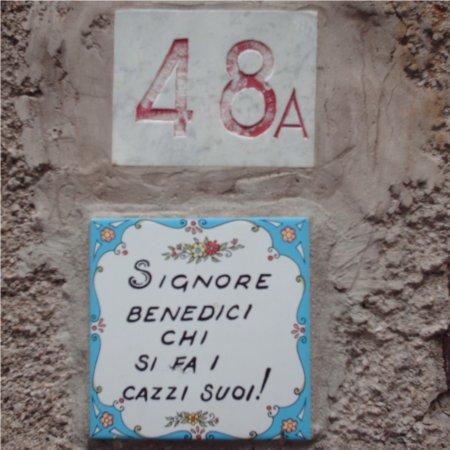 48A
SIGNORE
BENEDICI
CHI
SI FA I
CAZZI SUOI!